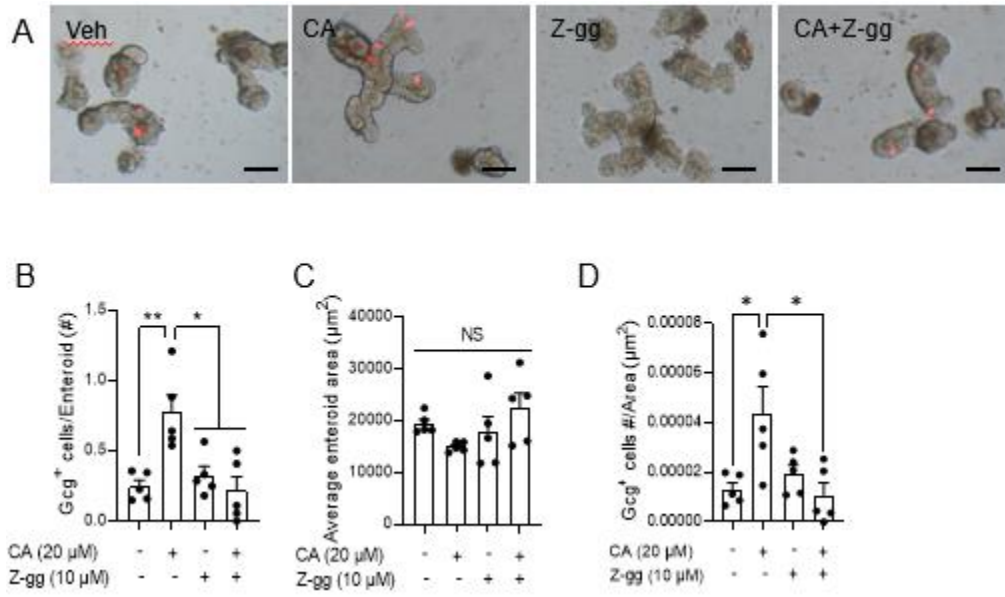 A
Veh
CA
Z-gg
CA+Z-gg
B
Gcg+ cells/Enteroid (#)
1.5
1.0
0.5
0.0
**
*
CA (20 µM) - + - +
Z-gg (10 µM) - - + +
C
Average enteroid area (µm²)
40000
30000
20000
10000
0
NS
CA (20 µM) - + - +
Z-gg (10 µM) - - + +
D
Gcg+ cells #/Area (µm²)
0.00008
0.00006
0.00004
0.00002
0.00000
*
*
CA (20 µM) - + - +
Z-gg (10 µM) - - + +